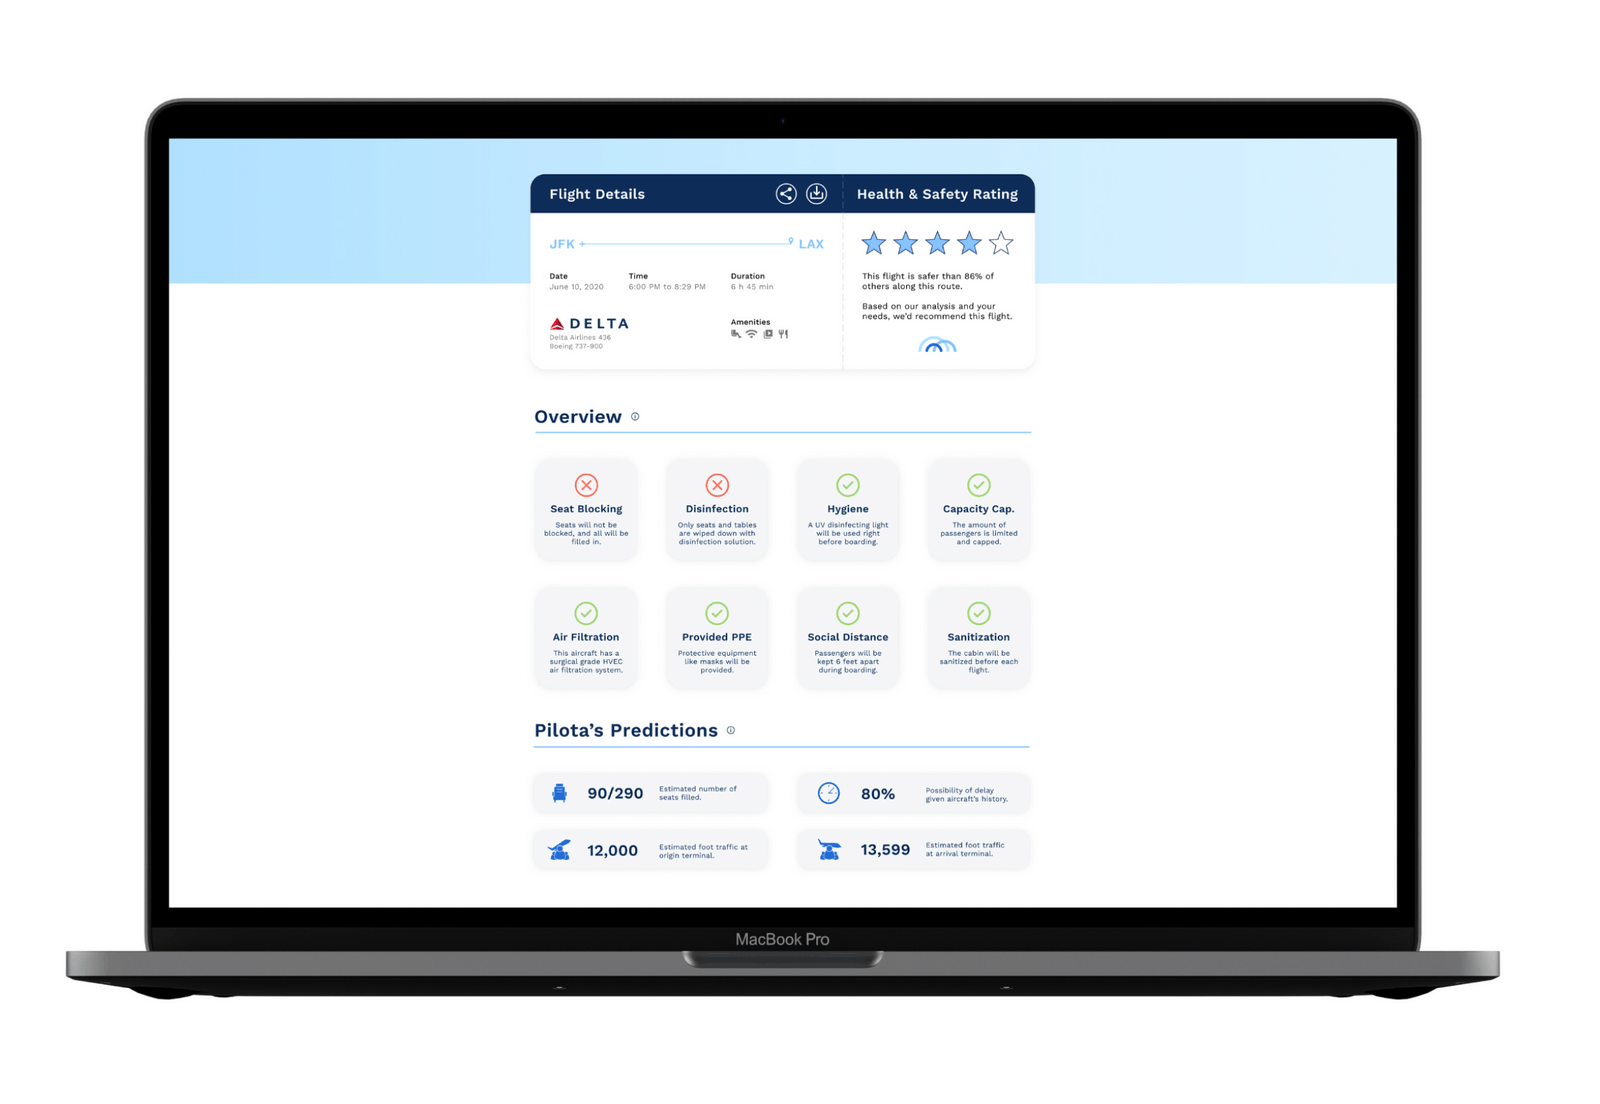 Flight Details
Health & Safety Rating
JFK
LAX
This flight is safer than 86% of
others along this route.
Date
Time
Duration
June 10, 2020
6:00 PM to 8:29 PM
6 h 45 min
Based on our analysis and your
needs, we'd recommend this flight.
DELTA
Delta Airlines 436
Boeing 737-900
Amenities
Overview
Seat Blocking
Seats will not be
blocked, and all will be
filled in.
Disinfection
Only seats and tables
are wiped down with
disinfection solution.
Hygiene
A UV disinfecting light
will be used right
before boarding.
Capacity Cap.
The amount of
passengers is limited
and capped.
Air Filtration
This aircraft has a
surgical grade HVEC
air filtration system.
Provided PPE
Protective equipment
like masks will be
provided.
Social Distance
Passengers will be
kept 6 feet apart
during boarding.
Sanitization
The cabin will be
sanitized before each
flight.
Pilota's Predictions
90/290
Estimated number of
seats filled.
80%
Possibility of delay
given aircraft's history.
12,000
Estimated foot traffic at
origin terminal.
13,599
Estimated foot traffic
at arrival terminal.
MacBook Pro